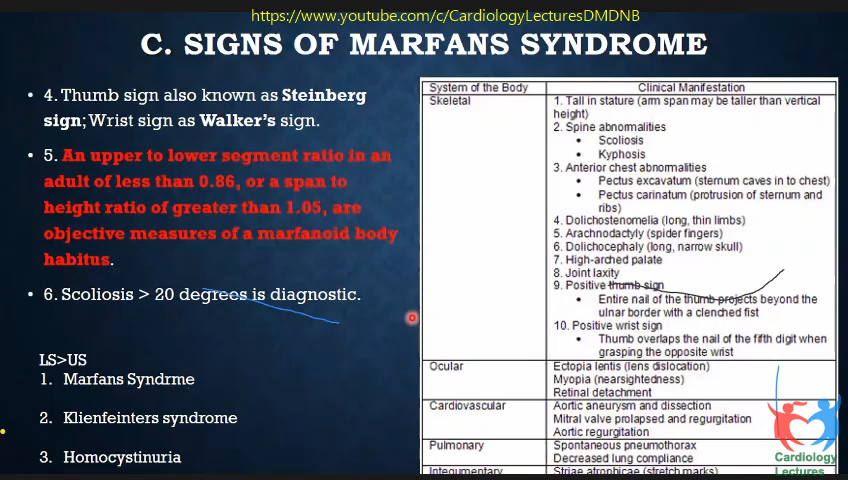 https://www.youtube.com/c/CardiologyLecturesDMDNB
C. SIGNS OF MARFANS SYNDROME
• 4. Thumb sign also known as Steinberg
sign; Wrist sign as Walker's sign.
• 5. An upper to lower segment ratio in an
adult of less than 0.86, or a span to
height ratio of greater than 1.05, are
objective measures of a marfanoid body
habitus.
• 6. Scoliosis > 20 degrees is diagnostic.
LS>US
1. Marfans Syndrme
2. Klienfeinters syndrome
3. Homocystinuria
System of the Body Clinical Manifestation
Skeletal 1. Tall in stature (arm span may be taller than vertical
height)
2. Spine abnormalities
• Scoliosis
• Kyphosis
3. Anterior chest abnormalities
• Pectus excavatum (sternum caves in to chest)
• Pectus carinatum (protrusion of sternum and
ribs)
4. Dolichostenomelia (long, thin limbs)
5. Arachnodactyly (spider fingers)
6. Dolichocephaly (long, narrow skull)
7. High-arched palate
8. Joint laxity
9. Positive thumb sign
• Entire nail of the thumb projects beyond the
ulnar border with a clenched fist
10. Positive wrist sign
• Thumb overlaps the nail of the fifth digit when
grasping the opposite wrist
Ocular Ectopia lentis (lens dislocation)
Myopia (nearsightedness)
Retinal detachment
Cardiovascular Aortic aneurysm and dissection
Mitral valve prolapsed and regurgitation
Aortic regurgitation
Pulmonary Spontaneous pneumothorax
Decreased lung compliance
Integumentary Striae atrophicae (stretch marks)
Cardiology
Lectures